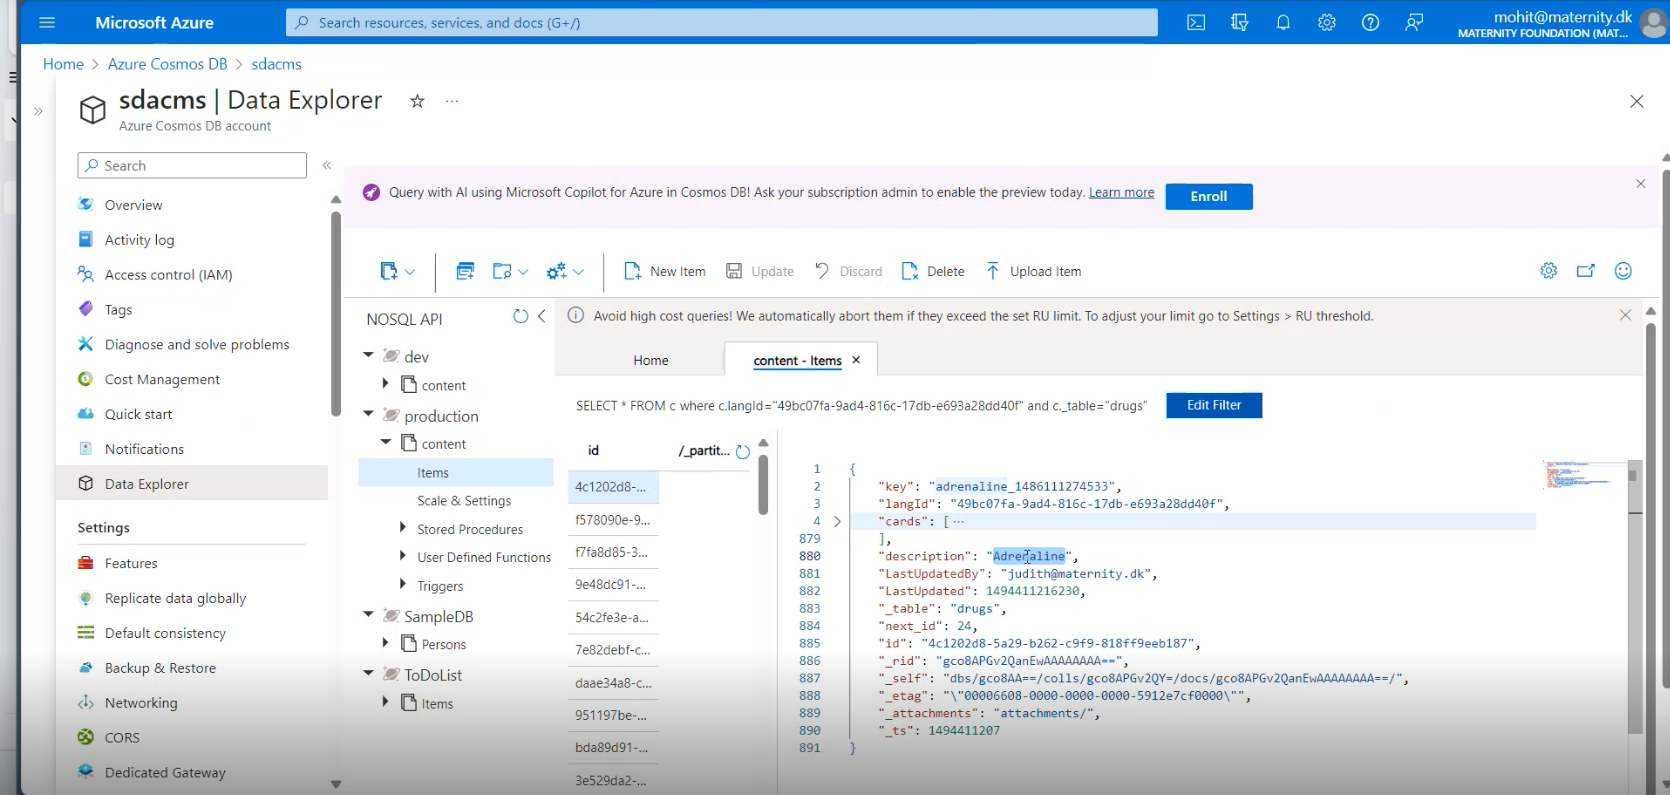 Microsoft Azure
Search resources, services, and docs (G+/)
mohit@maternity.dk
MATERNITY FOUNDATION (MAT...
Home > Azure Cosmos DB > sdacms
sdacms | Data Explorer
Azure Cosmos DB account
Search
Overview
Activity log
Access control (IAM)
Tags
Diagnose and solve problems
Cost Management
Quick start
Notifications
Data Explorer
Settings
Features
Replicate data globally
Default consistency
Backup & Restore
Networking
CORS
Dedicated Gateway
Query with AI using Microsoft Copilot for Azure in Cosmos DB! Ask your subscription admin to enable the preview today. Learn more
Enroll
New Item
Update
Discard
Delete
Upload Item
NOSQL API
dev
content
production
content
Items
Scale & Settings
Stored Procedures
User Defined Functions
Triggers
SampleDB
Persons
ToDoList
Items
Avoid high cost queries! We automatically abort them if they exceed the set RU limit. To adjust your limit go to Settings > RU threshold.
Home
content - Items
SELECT * FROM c where c.langId="49bc07fa-9ad4-816c-17db-e693a28dd40f" and c._table="drugs"
Edit Filter
id /_partit...
4c1202d8-...
f578090e-9...
f7fa8d85-3...
9e48dc91-...
54c2fe3e-a...
7e82debf-c...
daae34a8-c...
951197be-...
bda89d91-...
3e529da2-...
1 {
2 "key": "adrenaline_1486111274533",
3 "langId": "49bc07fa-9ad4-816c-17db-e693a28dd40f",
4 "cards": [ ...
879 ],
880 "description": "Adrenaline",
881 "LastUpdatedBy": "judith@maternity.dk",
882 "LastUpdated": 1494411216230,
883 "_table": "drugs",
884 "next_id": 24,
885 "id": "4c1202d8-5a29-b262-c9f9-818ff9eeb187",
886 "_rid": "gco8APGv2QanEwAAAAAAAA==",
887 "_self": "dbs/gco8AA==/colls/gco8APGv2QY=/docs/gco8APGv2QanEwAAAAAAAA==/",
888 "_etag": "\"00006608-0000-0000-0000-5912e7cf0000\"",
889 "_attachments": "attachments/",
890 "_ts": 1494411207
891 }